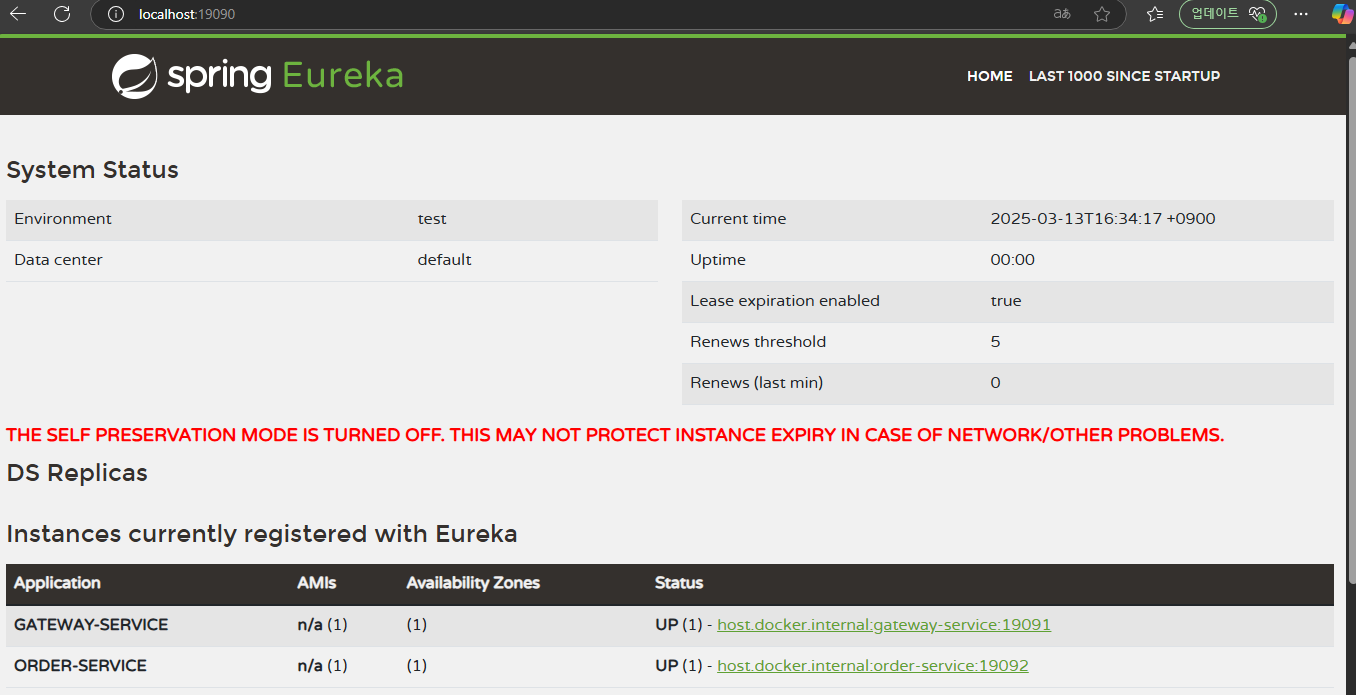 localhost:19090
aあ
업데이트
spring Eureka
HOME LAST 1000 SINCE STARTUP
System Status
Environment test
Data center default
Current time 2025-03-13T16:34:17 +0900
Uptime 00:00
Lease expiration enabled true
Renews threshold 5
Renews (last min) 0
THE SELF PRESERVATION MODE IS TURNED OFF. THIS MAY NOT PROTECT INSTANCE EXPIRY IN CASE OF NETWORK/OTHER PROBLEMS.
DS Replicas
Instances currently registered with Eureka
Application AMIs Availability Zones Status
GATEWAY-SERVICE n/a (1) (1) UP (1) - host.docker.internal:gateway-service:19091
ORDER-SERVICE n/a (1) (1) UP (1) - host.docker.internal:order-service:19092